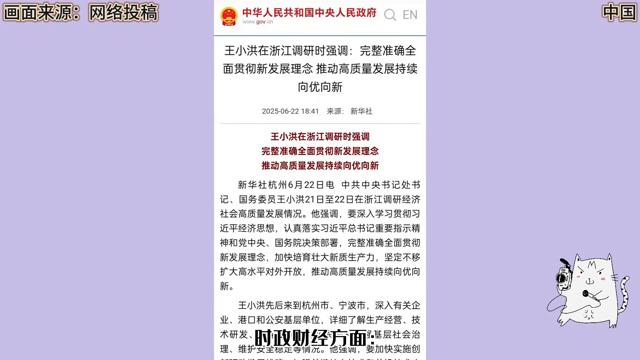 画面来源：网络投稿
中国
中华人民共和国中央人民政府
www.gov.cn
EN
王小洪在浙江调研时强调：完整准确全
面贯彻新发展理念 推动高质量发展持续
向优向新
2025-06-22 18:41 来源： 新华社
王小洪在浙江调研时强调
完整准确全面贯彻新发展理念
推动高质量发展持续向优向新
新华社杭州6月22日电 中共中央书记处书
记、国务委员王小洪21日至22日在浙江调研经济
社会高质量发展情况。他强调，要深入学习贯彻习
近平经济思想，认真落实习近平总书记重要指示精
神和党中央、国务院决策部署，完整准确全面贯彻
新发展理念，加快培育壮大新质生产力，坚定不移
扩大高水平对外开放，推动高质量发展持续向优向
新。
王小洪先后来到杭州市、宁波市，深入有关企
业、港口和公安基层单位，详细了解生产经营、技
术研发、
基层社会治
理、维护安全稳定等情况。他强调，要加快实施创
时政财经方面：